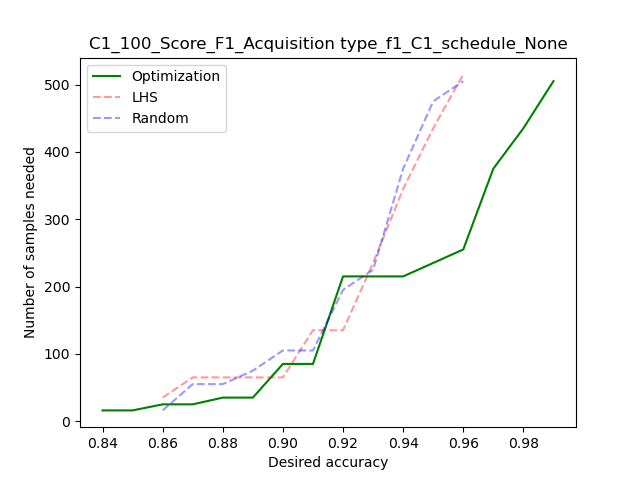 C1_100_Score_F1_Acquisition type_f1_C1_schedule_None
Optimization
LHS
Random
Number of samples needed
500
400
300
200
100
0
0.84 0.86 0.88 0.90 0.92 0.94 0.96 0.98
Desired accuracy